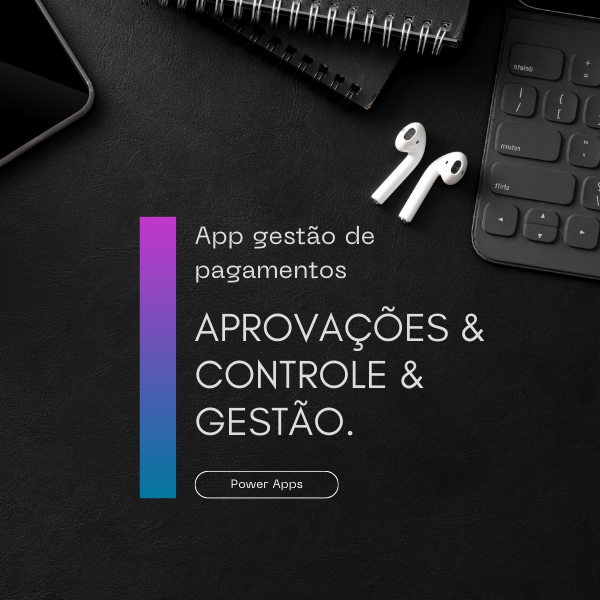 App gestão de
pagamentos
APROVAÇÕES &
CONTROLE &
GESTÃO.
Power Apps